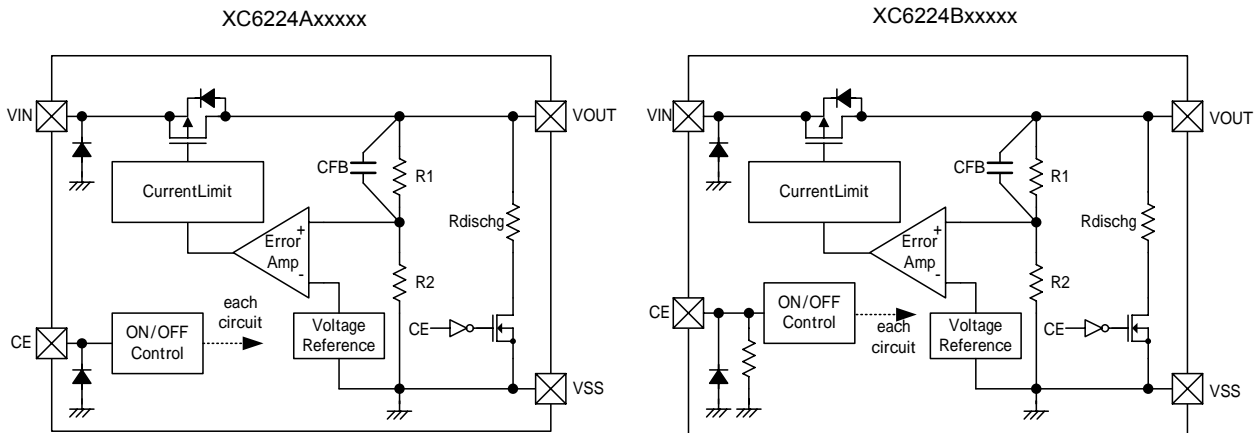 XC6224Axxxxx
VIN
VOUT
CurrentLimit
CFB
R1
Rdischg
Error
Amp
+
-
R2
each
circuit
CE
ON/OFF
Control
Voltage
Reference
CE
VSS
XC6224Bxxxxx
VIN
VOUT
CurrentLimit
CFB
R1
Rdischg
Error
Amp
+
-
R2
CE
ON/OFF
Control
each
circuit
Voltage
Reference
CE
VSS